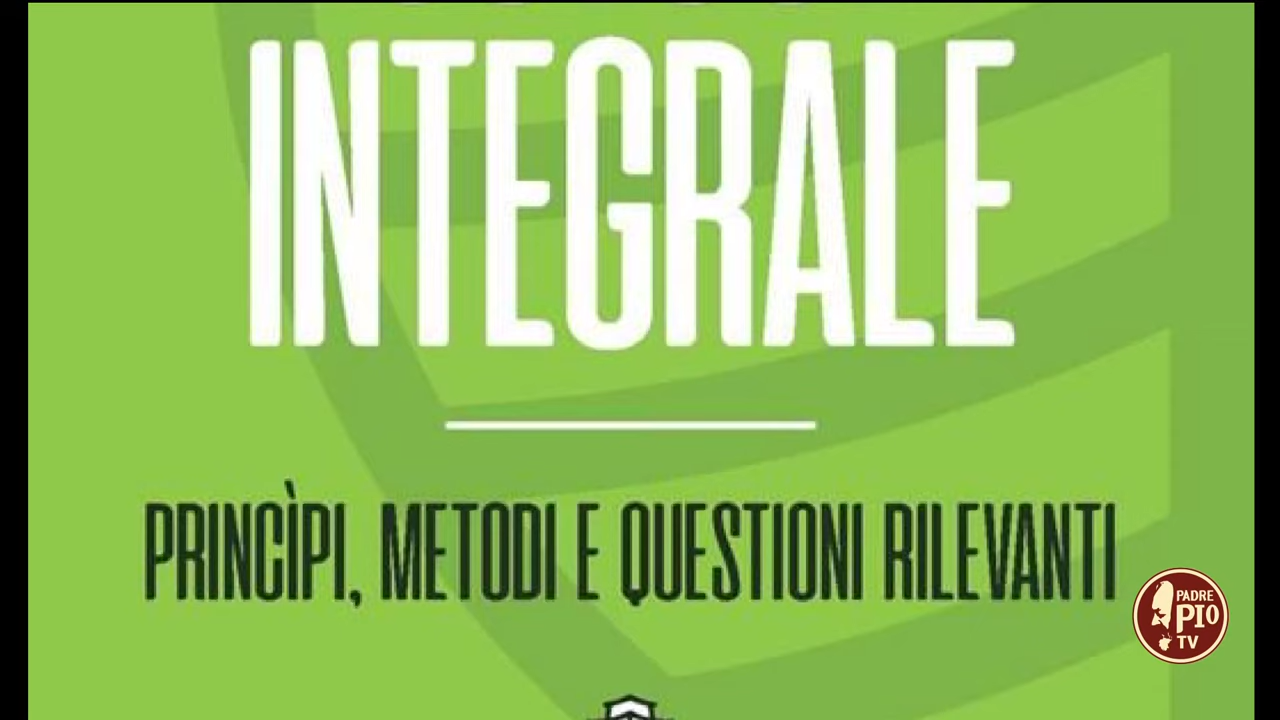 INTEGRALE
PRINCÌPI, METODI E QUESTIONI RILEVANTI
PADRE
PIO
TV